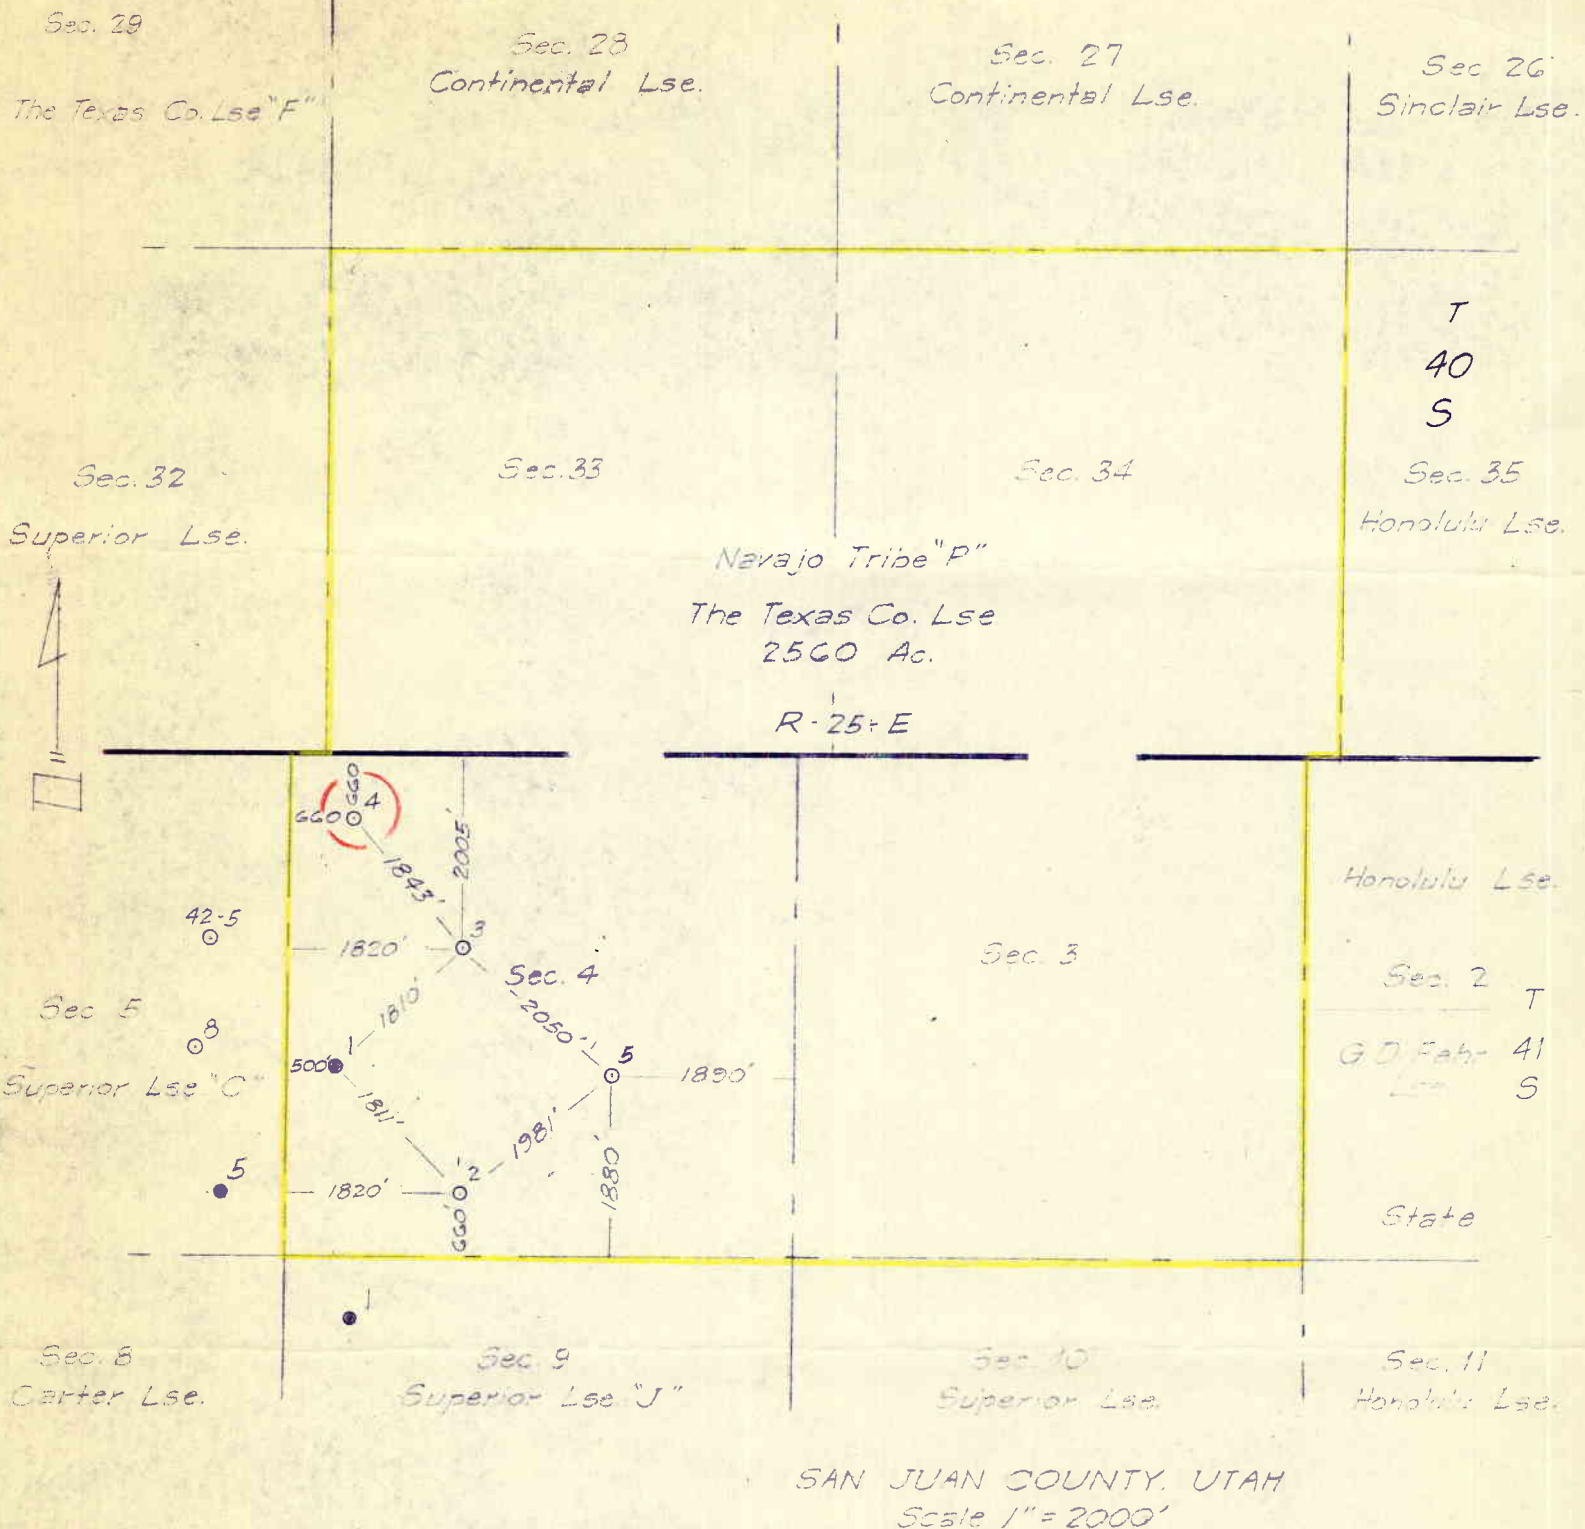 Sec. 29
The Texas Co. Lse "F"
Sec. 28
Continental Lse.
Sec. 27
Continental Lse.
Sec 26
Sinclair Lse.
T
40
S
Sec. 32
Superior Lse.
Sec. 33
Sec. 34
Sec. 35
Honolulu Lse.
Navajo Tribe "P"
The Texas Co. Lse
2560 Ac.
R-25-E
660
660
4
1843'
2005'
42-5
1820'
3
Sec. 4
Sec. 3
Honolulu Lse.
Sec. 2
T
41
S
G.D.
State
Sec 5
8
Superior Lse "C"
1810'
2050'
500'
1
5
1890'
1811'
1981'
1880'
5
1820'
2
660'
1
Sec. 8
Carter Lse.
Sec. 9
Superior Lse "J"
Sec. 10
Superior Lse.
Sec. 11
Honolulu Lse.
SAN JUAN COUNTY, UTAH
Scale 1" = 2000'